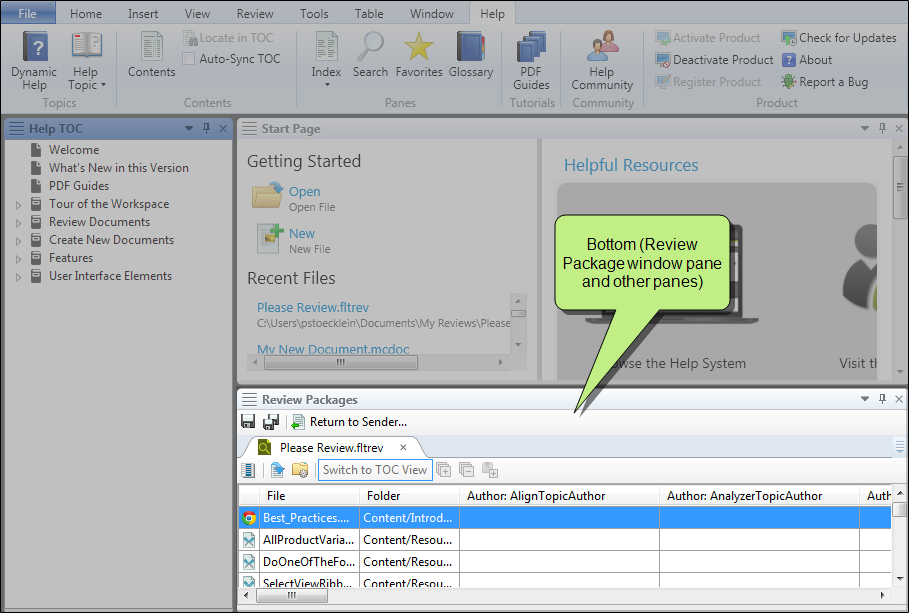 File Home Insert View Review Tools Table Window Help
Dynamic Help
Help Topic
Topics
Contents
Locate in TOC
Auto-Sync TOC
Contents
Index
Search
Favorites
Glossary
Panes
PDF Guides
Tutorials
Help Community
Community
Activate Product
Deactivate Product
Register Product
Check for Updates
About
Report a Bug
Product
Help TOC
Welcome
What's New in this Version
PDF Guides
Tour of the Workspace
Review Documents
Create New Documents
Features
User Interface Elements
Start Page
Getting Started
Open
Open File
New
New File
Recent Files
Please Review.fltrev
C:\Users\pstoecklein\Documents\My Reviews\Please
My New Document.mcdoc
Helpful Resources
Bottom (Review
Package window pane
and other panes)
wse the Help System
Visit th
Review Packages
Return to Sender...
Please Review.fltrev
Switch to TOC View
File Folder Author: AlignTopicAuthor Author: AnalyzerTopicAuthor Auth
Best_Practices.... Content/Introd...
AllProductVaria... Content/Resou...
DoOneOfTheFo... Content/Resou...
SelectViewRibb... Content/Resou...